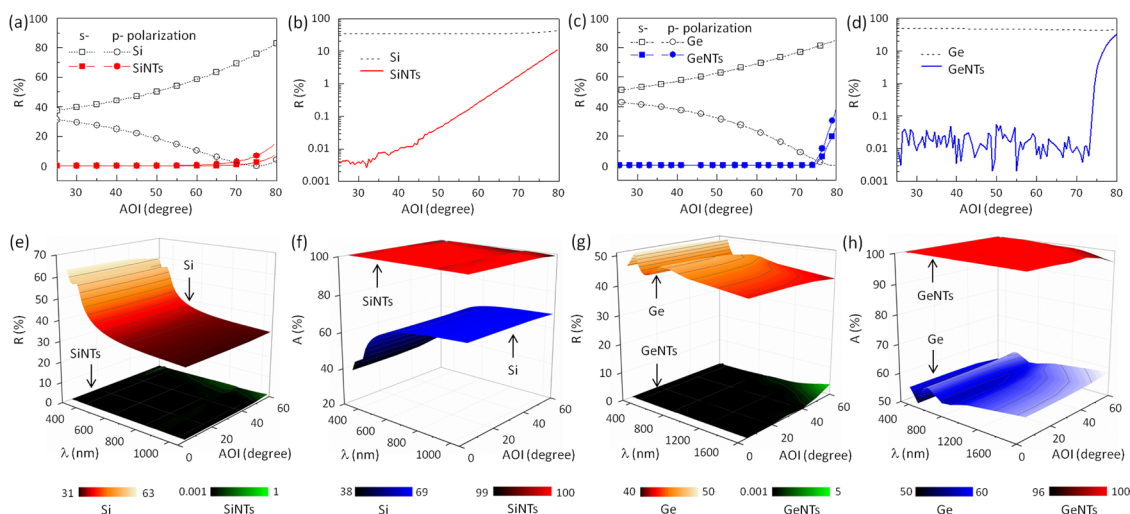 (a)
s- p- polarization
Si
SiNTs
R (%)
100
80
60
40
20
0
30 40 50 60 70 80
AOI (degree)
(b)
R (%)
100
10
1
0.1
0.01
0.001
Si
SiNTs
30 40 50 60 70 80
AOI (degree)
(c)
s- p- polarization
Ge
GeNTs
R (%)
100
80
60
40
20
0
30 40 50 60 70 80
AOI (degree)
(d)
R (%)
100
10
1
0.1
0.01
0.001
Ge
GeNTs
30 40 50 60 70 80
AOI (degree)
(e)
R (%)
70
60
50
40
30
20
10
0
Si
SiNTs
400 600 800 1000
λ (nm)
0 20 40 60
AOI (degree)
31 63
Si
0.001 1
SiNTs
(f)
A (%)
100
80
60
40
20
SiNTs
Si
400 600 800 1000
λ (nm)
0 20 40 60
AOI (degree)
38 69
Si
99 100
SiNTs
(g)
R (%)
50
40
30
20
10
0
Ge
GeNTs
400 800 1200 1600
λ (nm)
0 20 40 60
AOI (degree)
40 50
Ge
0.001 5
GeNTs
(h)
A (%)
100
90
80
70
60
50
GeNTs
Ge
400 800 1200 1600
λ (nm)
0 20 40 60
AOI (degree)
50 60
Ge
96 100
GeNTs